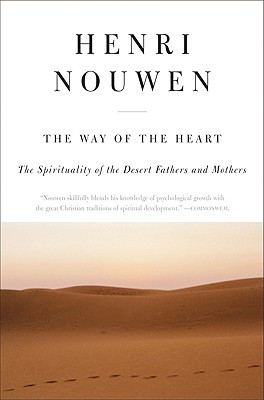 HENRI
NOUWEN
THE WAY OF THE HEART
The Spirituality of the Desert Fathers and Mothers
“Nouwen skillfully blends his knowledge of psychological growth with
the great Christian traditions of spiritual development.” —COMMONWEAL